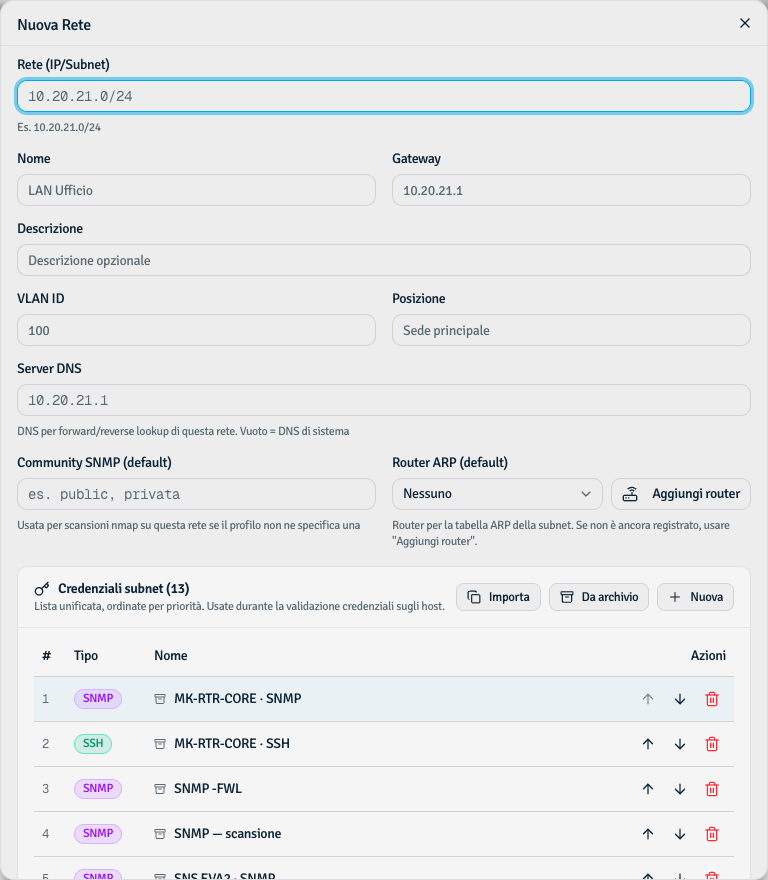 Nuova Rete
Rete (IP/Subnet)
10.20.21.0/24
Es. 10.20.21.0/24
Nome
Gateway
LAN Ufficio
10.20.21.1
Descrizione
Descrizione opzionale
VLAN ID
Posizione
100
Sede principale
Server DNS
10.20.21.1
DNS per forward/reverse lookup di questa rete. Vuoto = DNS di sistema
Community SNMP (default)
Router ARP (default)
es. public, privata
Nessuno
Aggiungi router
Usata per scansioni nmap su questa rete se il profilo non ne specifica una
Router per la tabella ARP della subnet. Se non è ancora registrato, usare
"Aggiungi router".
Credenziali subnet (13)
Lista unificata, ordinate per priorità. Usate durante la validazione credenziali sugli host.
Importa
Da archivio
Nuova
# Tipo Nome Azioni
1 SNMP MK-RTR-CORE · SNMP
2 SSH MK-RTR-CORE · SSH
3 SNMP SNMP -FWL
4 SNMP SNMP — scansione
5 SNMP SNS EVA2 · SNMP